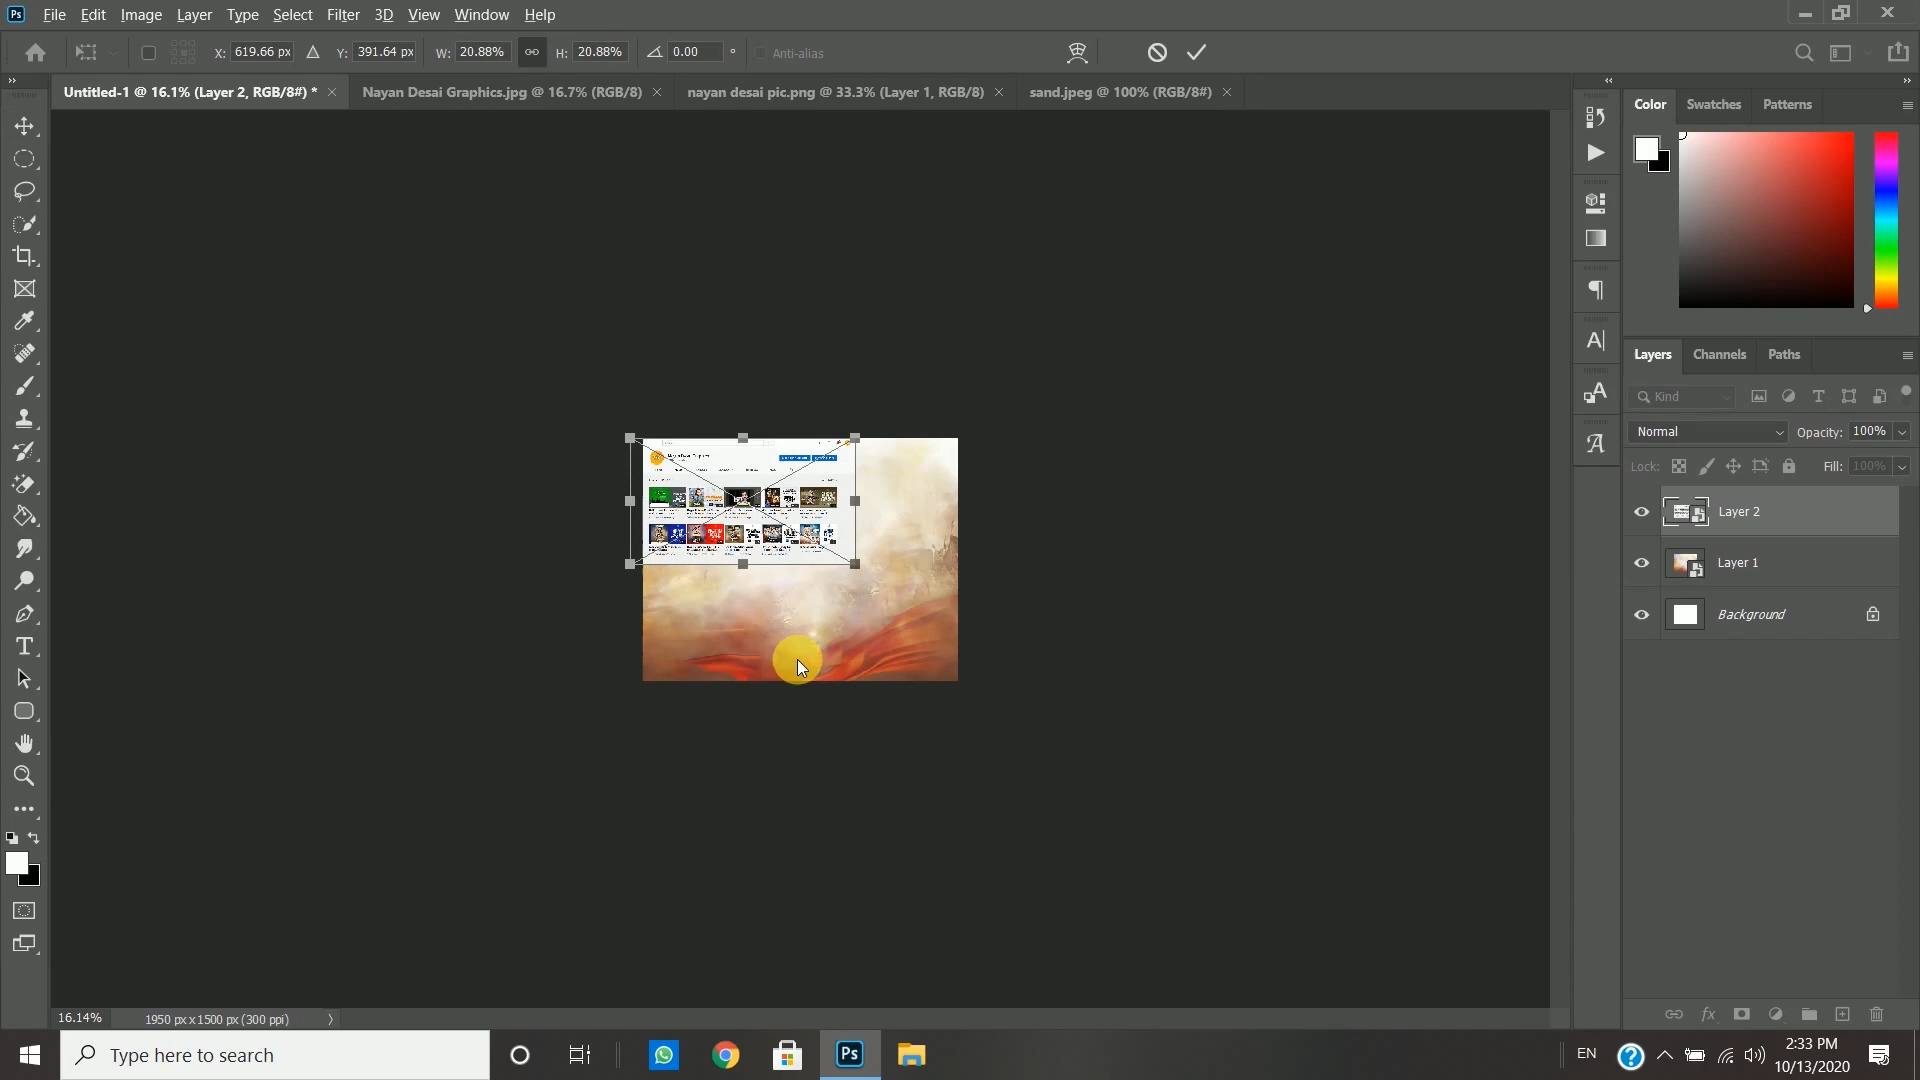 Ps File Edit Image Layer Type Select Filter 3D View Window Help
X: 619.66 px Y: 391.64 px W: 20.88% H: 20.88% 0.00 ° Anti-alias
Untitled-1 @ 16.1% (Layer 2, RGB/8#) * Nayan Desai Graphics.jpg @ 16.7% (RGB/8) nayan desai pic.png @ 33.3% (Layer 1, RGB/8) sand.jpeg @ 100% (RGB/8#)
Color Swatches Patterns
Layers Channels Paths
Kind
Normal Opacity: 100%
Lock: Fill: 100%
Layer 2
Layer 1
Background
16.14% 1950 px x 1500 px (300 ppi)
Type here to search
Ps
EN
2:33 PM
10/13/2020